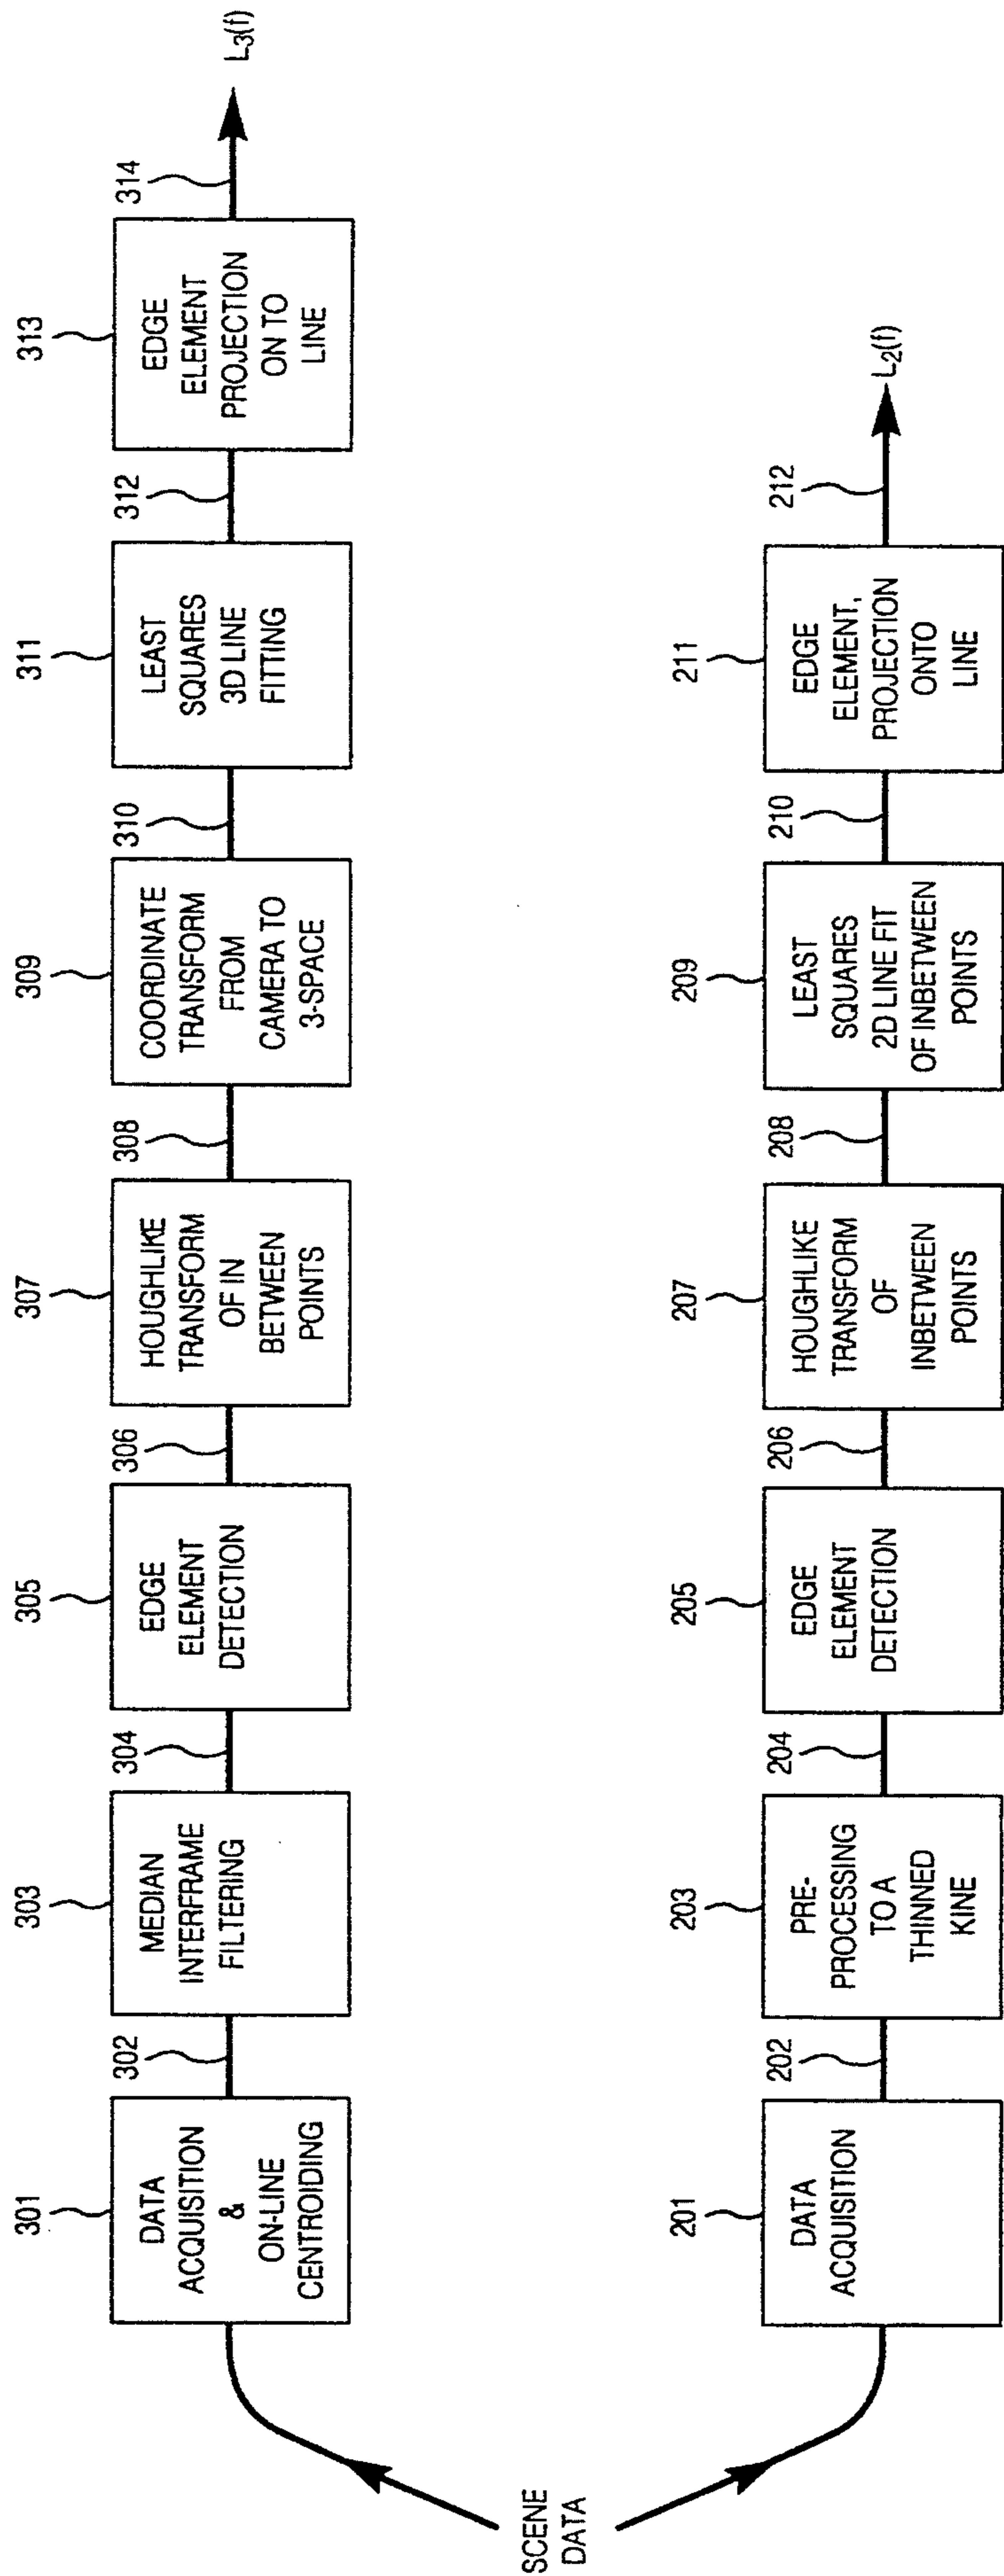 SCENE
DATA
301
DATA
ACQUISITION
&
ON-LINE
CENTROIDING
302
303
MEDIAN
INTERFRAME
FILTERING
304
305
EDGE
ELEMENT
DETECTION
306
307
HOUGHLIKE
TRANSFORM
OF IN
BETWEEN
POINTS
308
309
COORDINATE
TRANSFORM
FROM
CAMERA TO
3-SPACE
310
311
LEAST
SQUARES
3D LINE
FITTING
312
313
EDGE
ELEMENT
PROJECTION
ON TO
LINE
314
L3(f)
201
DATA
ACQUISITION
202
203
PRE-
PROCESSING
TO A
THINNED
KINE
204
205
EDGE
ELEMENT
DETECTION
206
207
HOUGHLIKE
TRANSFORM
OF
INBETWEEN
POINTS
208
209
LEAST
SQUARES
2D LINE FIT
OF INBETWEEN
POINTS
210
211
EDGE
ELEMENT,
PROJECTION
ONTO
LINE
212
L2(f)